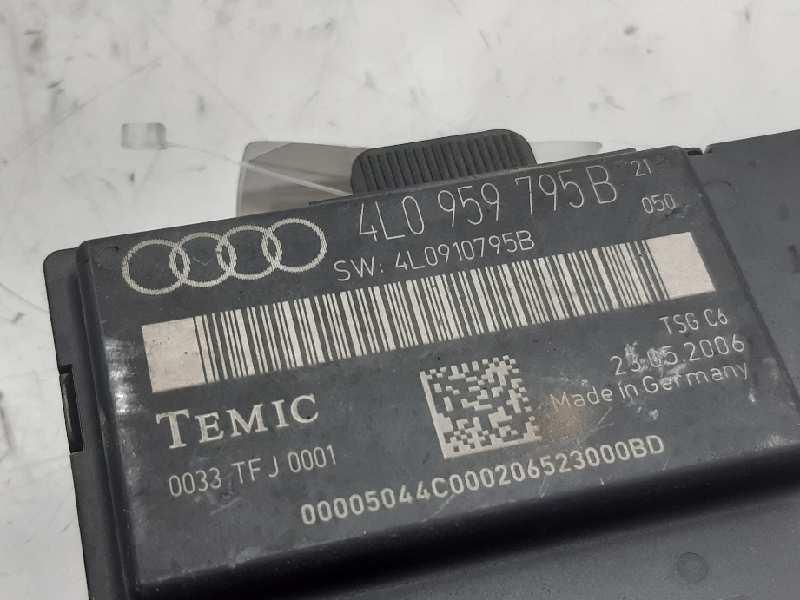 4L0 959 795B 21
050
SW: 4L0910795B
TSG C6
23.05.2006
Made in Germany
TEMIC
0033 TFJ 0001
00005044C000206523000BD